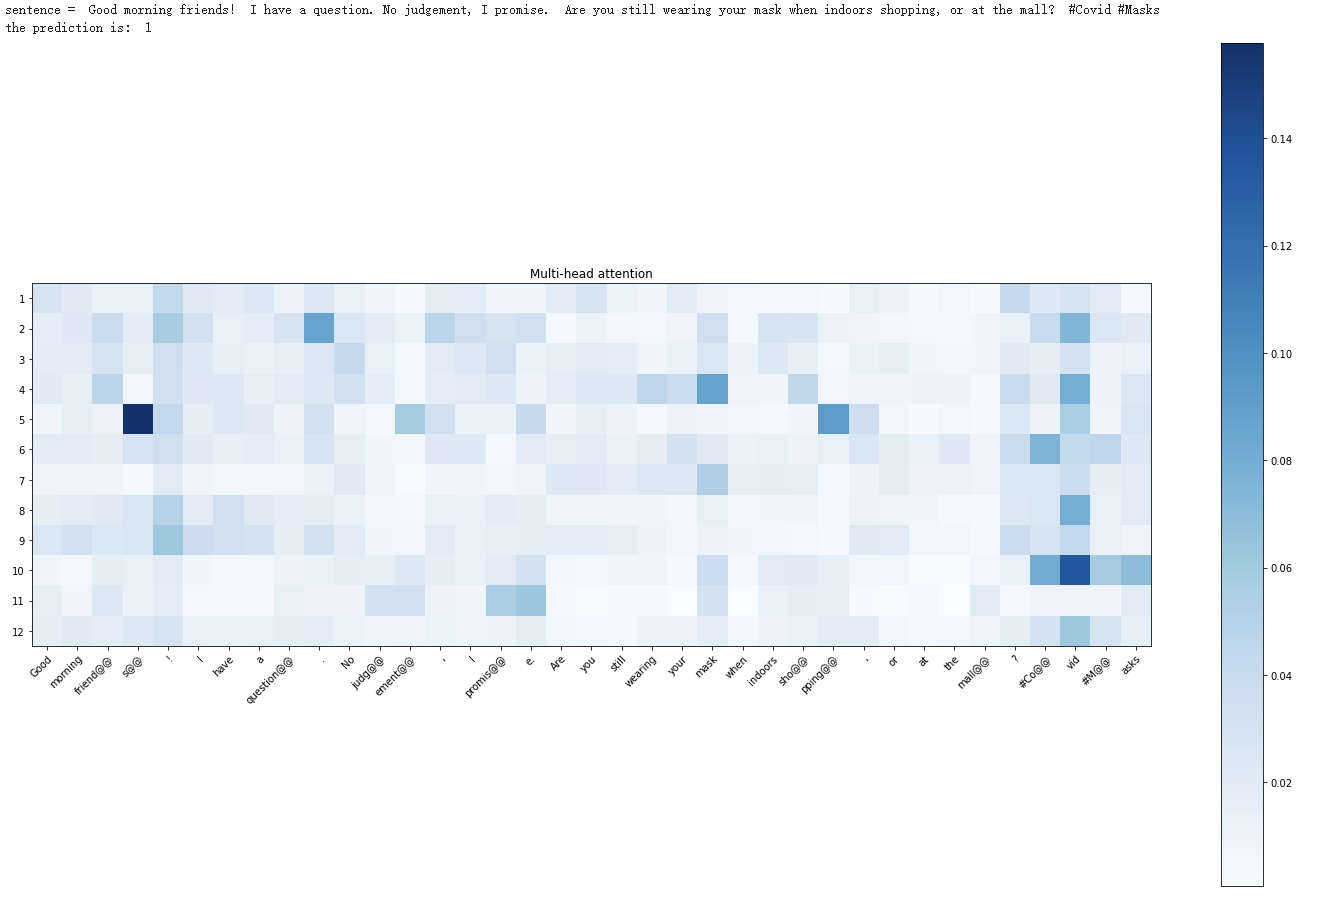 sentence =  Good morning friends!  I have a question. No judgement, I promise.  Are you still wearing your mask when indoors shopping, or at the mall?  #Covid #Masks
the prediction is:  1
Multi-head attention
1
2
3
4
5
6
7
8
9
10
11
12
Good
morning
friend@@
s@@
!
I
have
a
question@@
.
No
judg@@
ement@@
,
I
promis@@
e.
Are
you
still
wearing
your
mask
when
indoors
sho@@
pping@@
,
or
at
the
mall@@
?
#Co@@
vid
#M@@
asks
0.14
0.12
0.10
0.08
0.06
0.04
0.02